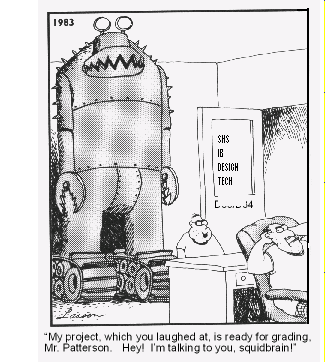 1983
SHS
IB
DESIGN
TECH
Larson
"My project, which you laughed at, is ready for grading,
Mr. Patterson.   Hey!  I'm talking to you, squidbrain!"